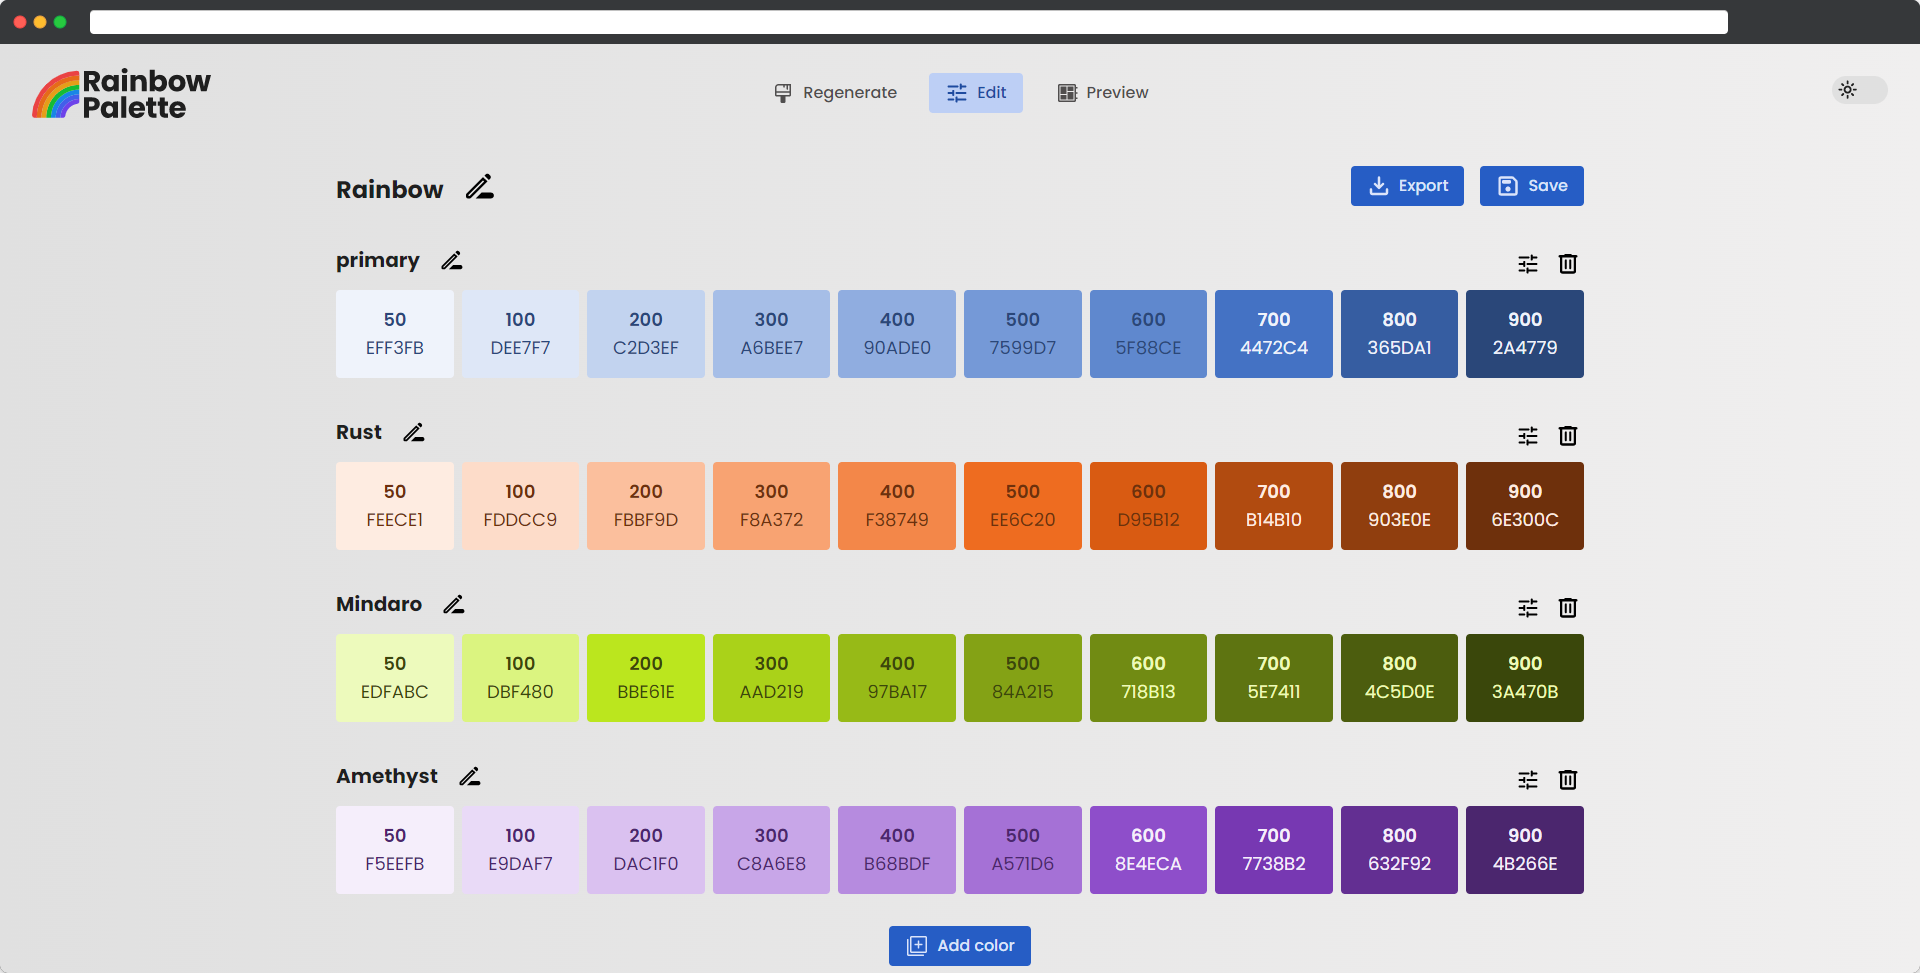 Rainbow
Palette
Regenerate
Edit
Preview
Rainbow
Export
Save
primary
50 100 200 300 400 500 600 700 800 900
EFF3FB DEE7F7 C2D3EF A6BEE7 90ADE0 7599D7 5F88CE 4472C4 365DA1 2A4779
Rust
50 100 200 300 400 500 600 700 800 900
FEECE1 FDDCC9 FBBF9D F8A372 F38749 EE6C20 D95B12 B14B10 903E0E 6E300C
Mindaro
50 100 200 300 400 500 600 700 800 900
EDFABC DBF480 BBE61E AAD219 97BA17 84A215 718B13 5E7411 4C5D0E 3A470B
Amethyst
50 100 200 300 400 500 600 700 800 900
F5EEFB E9DAF7 DAC1F0 C8A6E8 B68BDF A571D6 8E4ECA 7738B2 632F92 4B266E
Add color